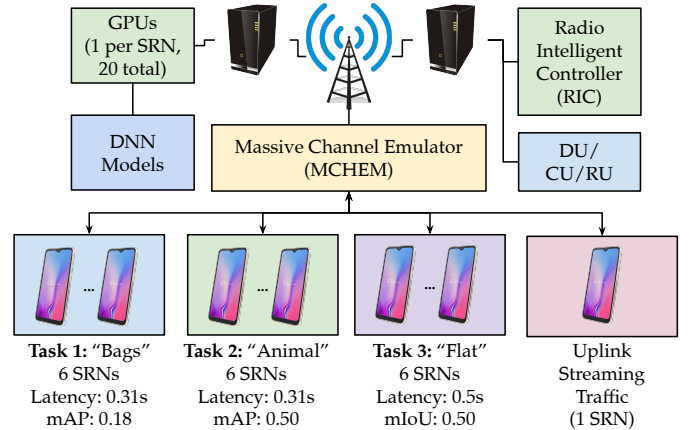 GPUs
(1 per SRN,
20 total)
Radio
Intelligent
Controller
(RIC)
DNN
Models
Massive Channel Emulator
(MCHEM)
DU/
CU/RU
...
...
...
Task 1: “Bags”
6 SRNs
Latency: 0.31s
mAP: 0.18
Task 2: “Animal”
6 SRNs
Latency: 0.31s
mAP: 0.50
Task 3: “Flat”
6 SRNs
Latency: 0.5s
mIoU: 0.50
Uplink
Streaming
Traffic
(1 SRN)